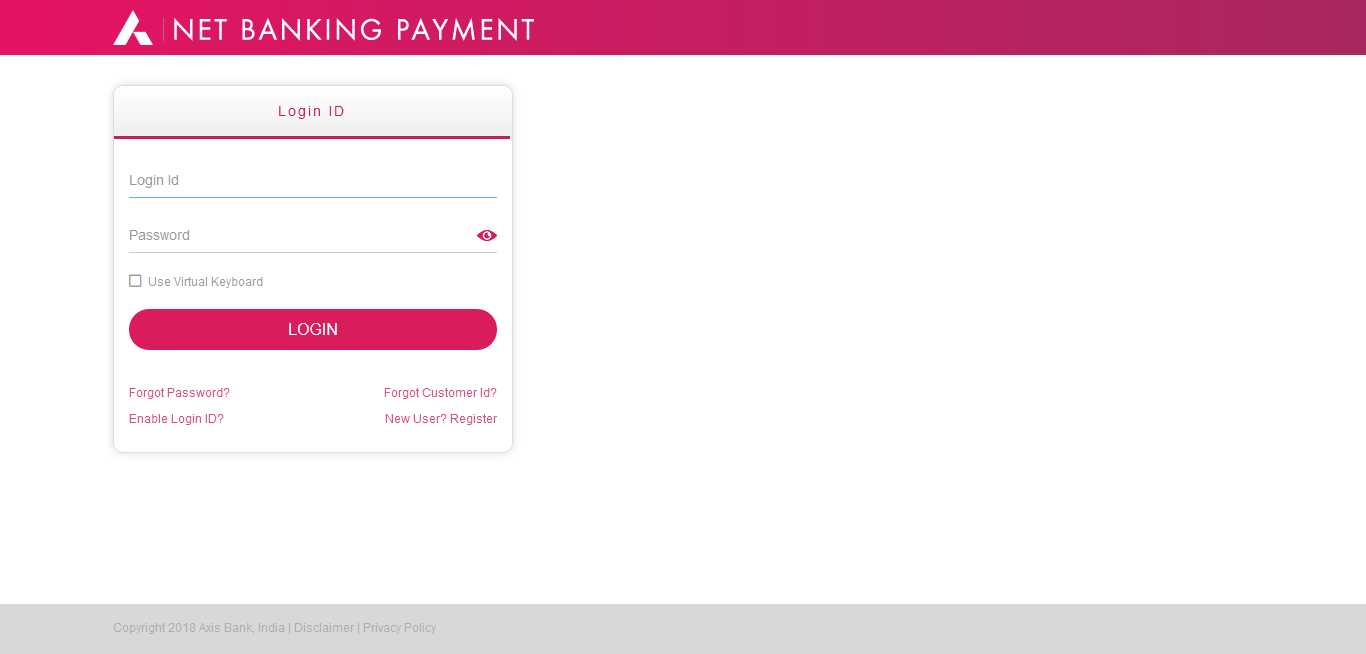 NET BANKING PAYMENT
Login ID
Login Id
Password
Use Virtual Keyboard
LOGIN
Forgot Password? Forgot Customer Id?
Enable Login ID? New User? Register
Copyright 2018 Axis Bank, India | Disclaimer | Privacy Policy